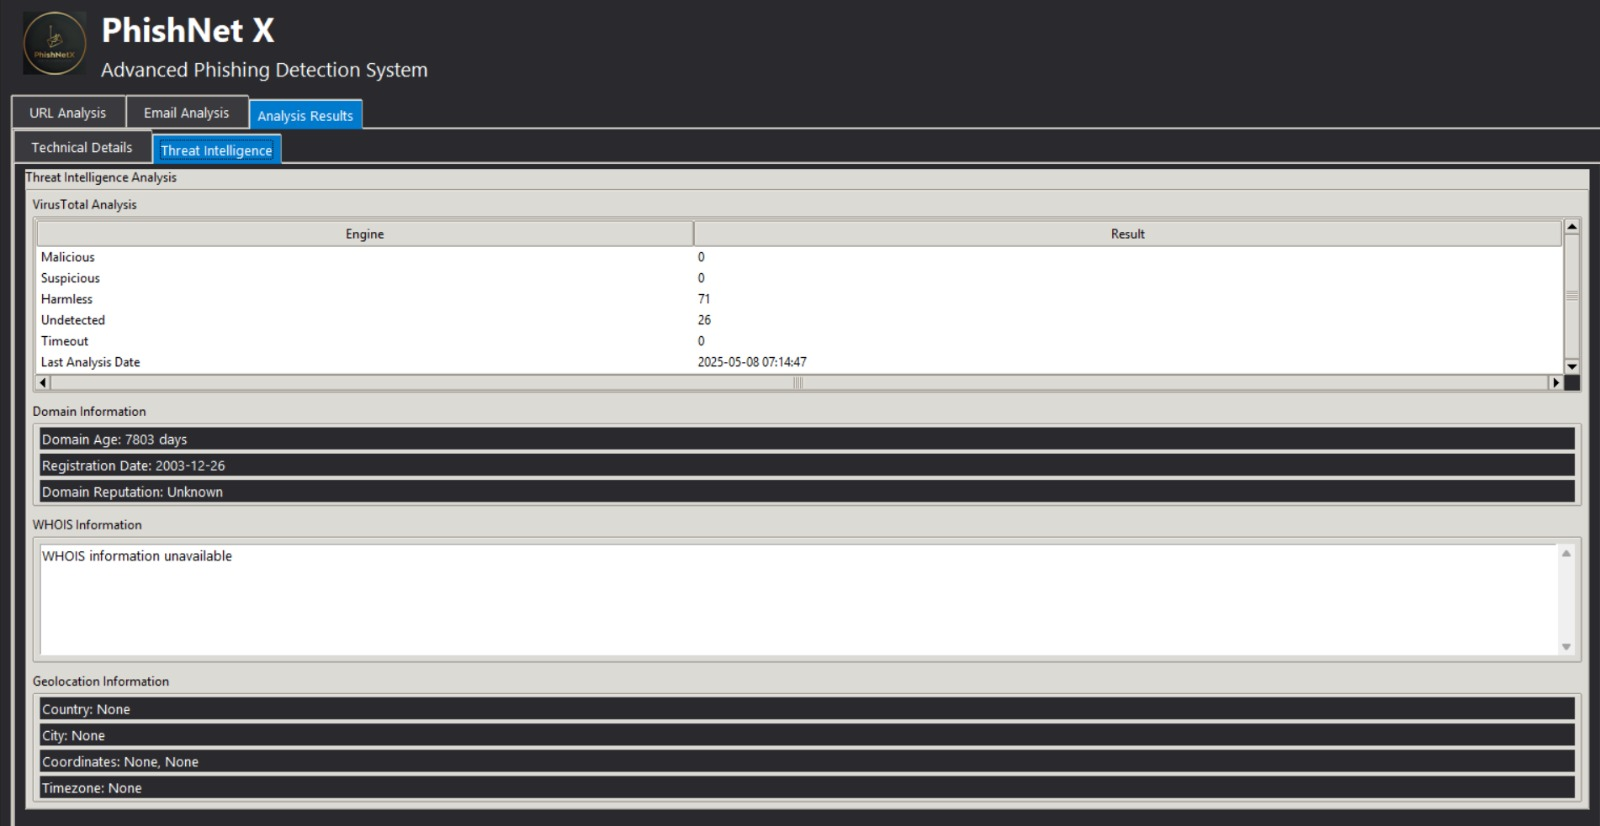 PhishNetX
PhishNet X
Advanced Phishing Detection System
URL Analysis Email Analysis Analysis Results
Technical Details Threat Intelligence
Threat Intelligence Analysis
VirusTotal Analysis
Engine Result
Malicious 0
Suspicious 0
Harmless 71
Undetected 26
Timeout 0
Last Analysis Date 2025-05-08 07:14:47
Domain Information
Domain Age: 7803 days
Registration Date: 2003-12-26
Domain Reputation: Unknown
WHOIS Information
WHOIS information unavailable
Geolocation Information
Country: None
City: None
Coordinates: None, None
Timezone: None